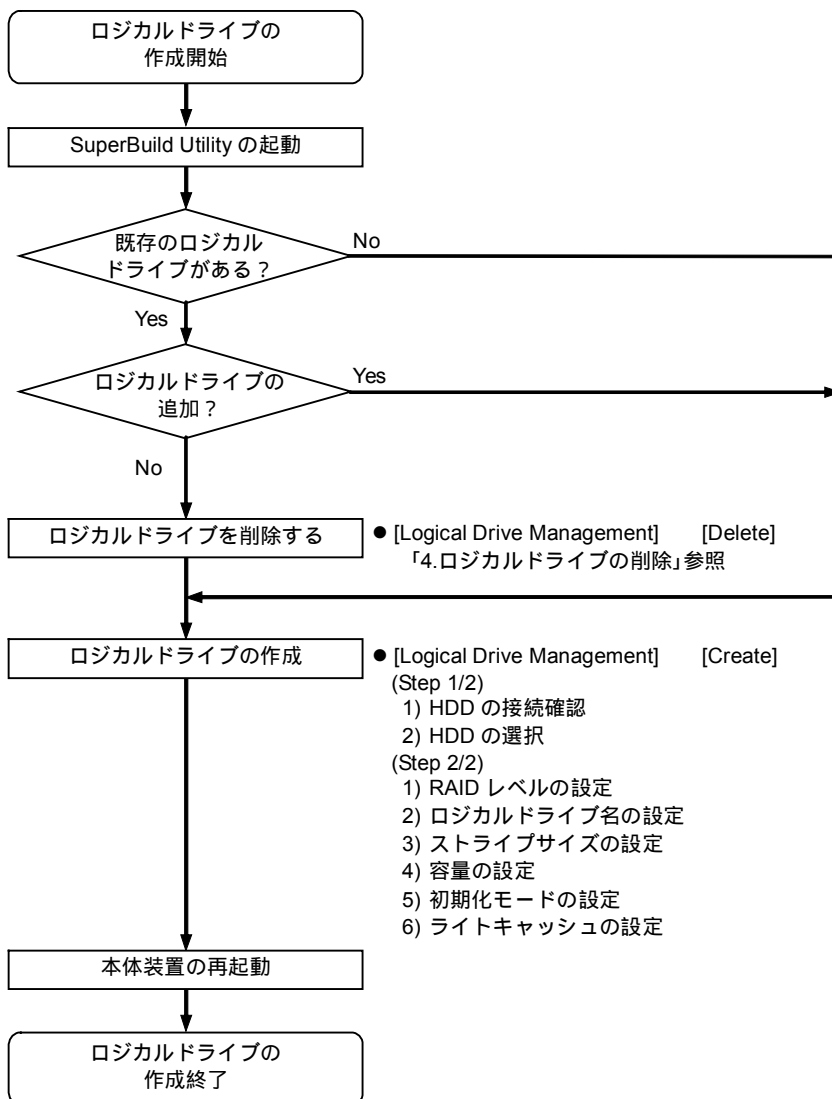 ロジカルドライブの
作成開始
SuperBuild Utility の起動
既存のロジカル
ドライブがある？
No
Yes
ロジカルドライブの
追加？
Yes
No
ロジカルドライブを削除する
● [Logical Drive Management] [Delete]
「4.ロジカルドライブの削除」参照
ロジカルドライブの作成
● [Logical Drive Management] [Create]
(Step 1/2)
1) HDD の接続確認
2) HDD の選択
(Step 2/2)
1) RAID レベルの設定
2) ロジカルドライブ名の設定
3) ストライプサイズの設定
4) 容量の設定
5) 初期化モードの設定
6) ライトキャッシュの設定
本体装置の再起動
ロジカルドライブの
作成終了